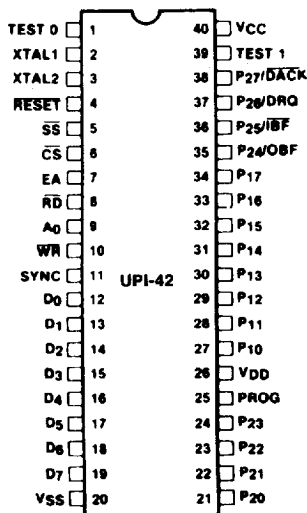 TEST 0 1 40 VCC
XTAL1 2 39 TEST 1
XTAL2 3 38 P27/DACK
RESET 4 37 P26/DRQ
SS 5 36 P25/IBF
CS 6 35 P24/OBF
EA 7 34 P17
RD 8 33 P16
A0 9 32 P15
WR 10 31 P14
SYNC 11 UPI-42 30 P13
D0 12 29 P12
D1 13 28 P11
D2 14 27 P10
D3 15 26 VDD
D4 16 25 PROG
D5 17 24 P23
D6 18 23 P22
D7 19 22 P21
VSS 20 21 P20